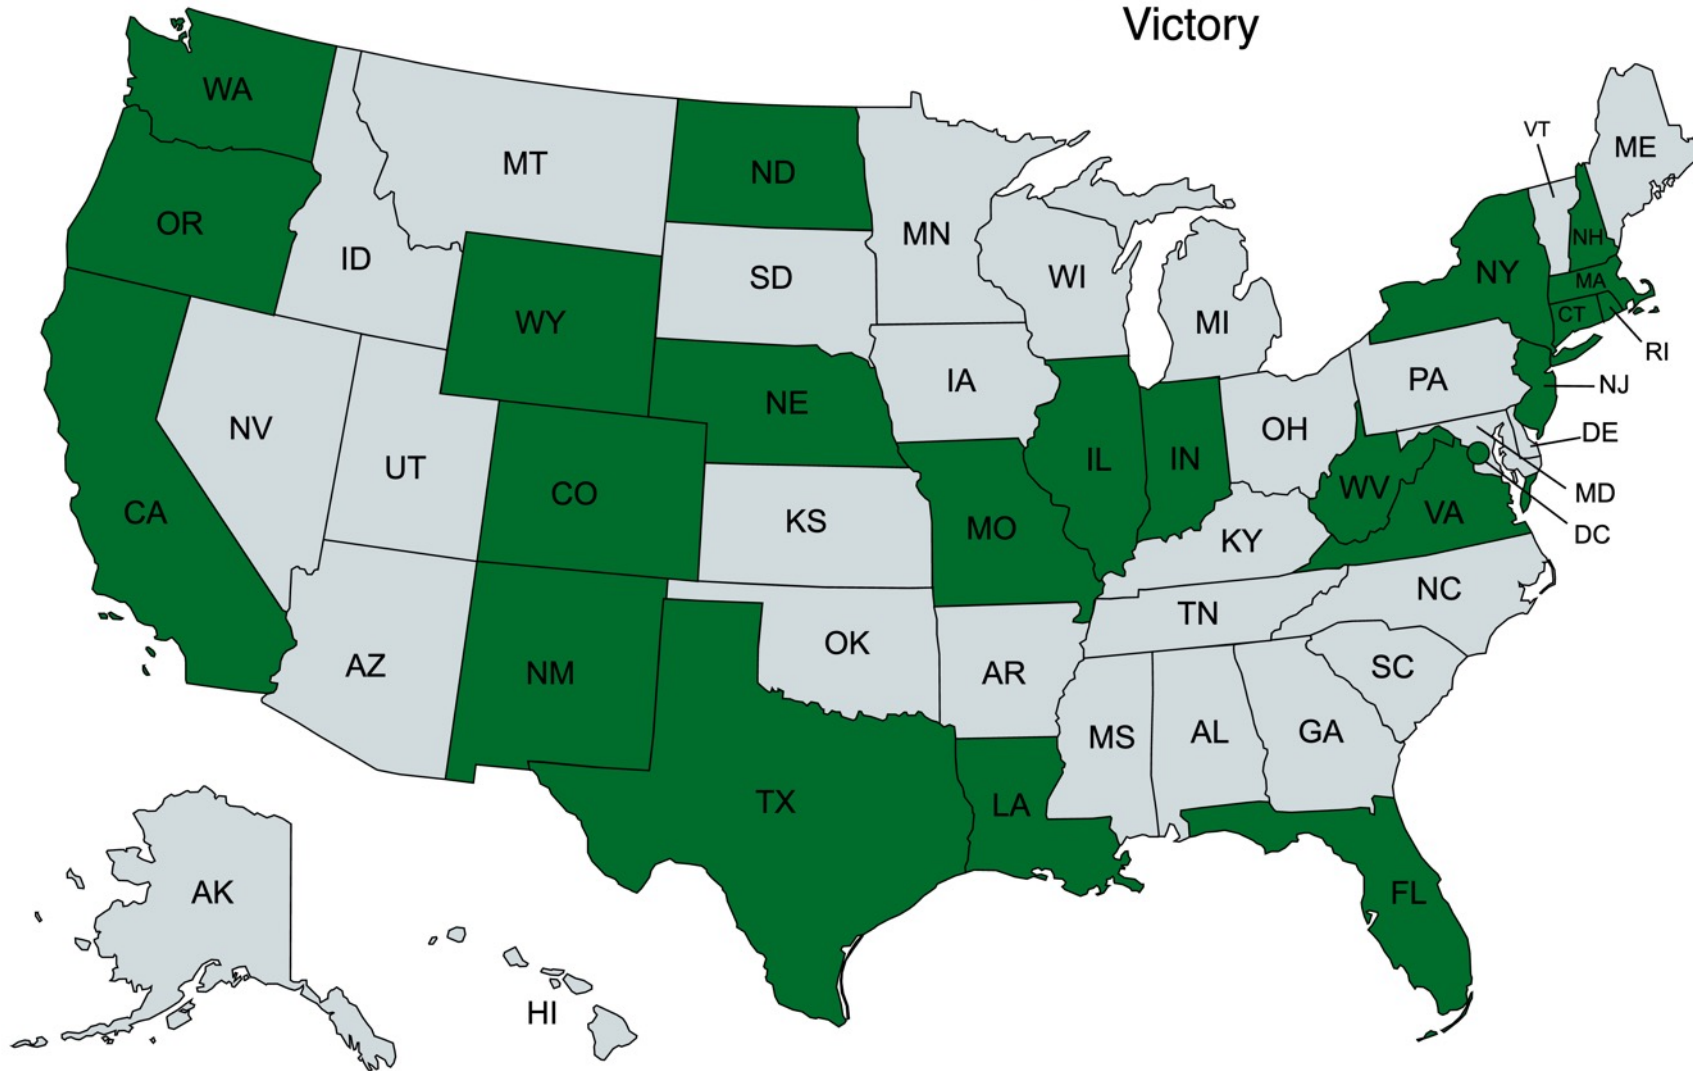 Victory
WA
MT
ND
MN
VT
ME
OR
ID
WY
SD
WI
MI
NY
NH
MA
CT
RI
NV
UT
CO
NE
IA
IL
IN
OH
PA
NJ
DE
MD
DC
CA
KS
MO
KY
WV
VA
AZ
NM
OK
AR
TN
NC
SC
TX
LA
MS
AL
GA
FL
AK
HI